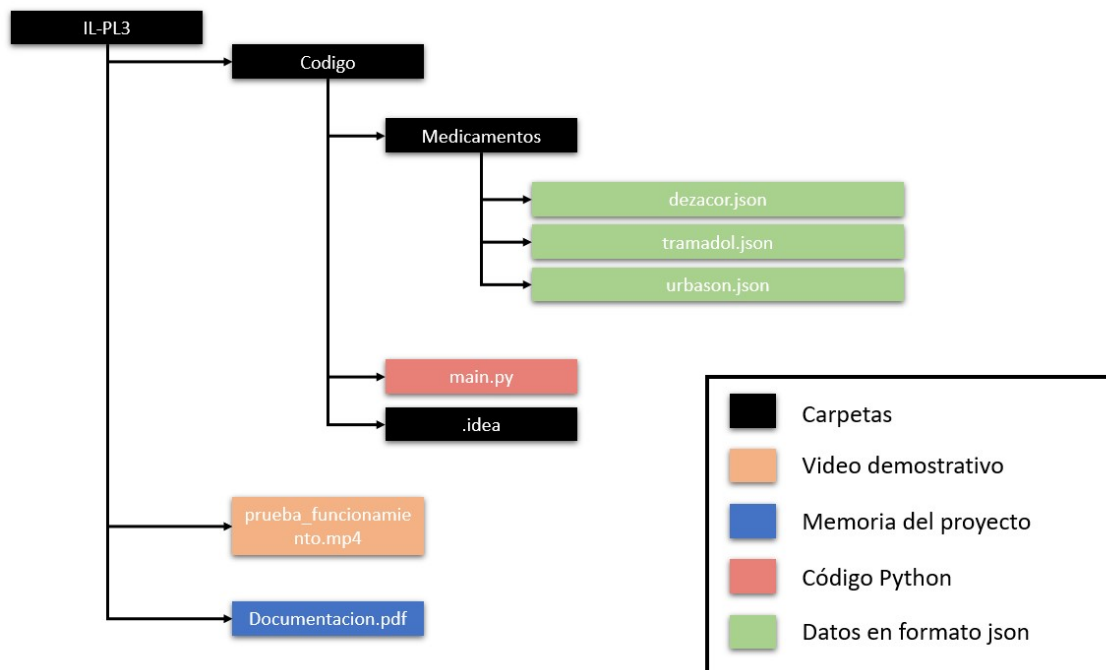 IL-PL3
Codigo
Medicamentos
dezacor.json
tramadol.json
urbason.json
main.py
.idea
prueba_funcionamie
nto.mp4
Documentacion.pdf
Carpetas
Video demostrativo
Memoria del proyecto
Código Python
Datos en formato json